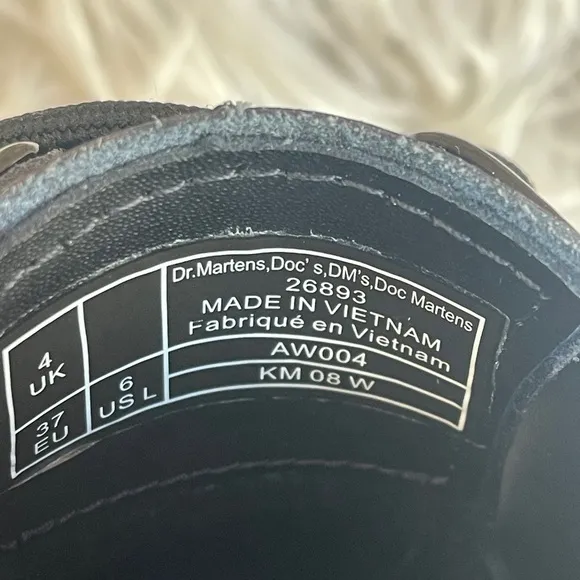 Dr.Martens,Doc's,DM's,Doc Martens
26893
MADE IN VIETNAM
Fabriqué en Vietnam
AW004
KM 08 W
4
UK
37
EU
6
US L